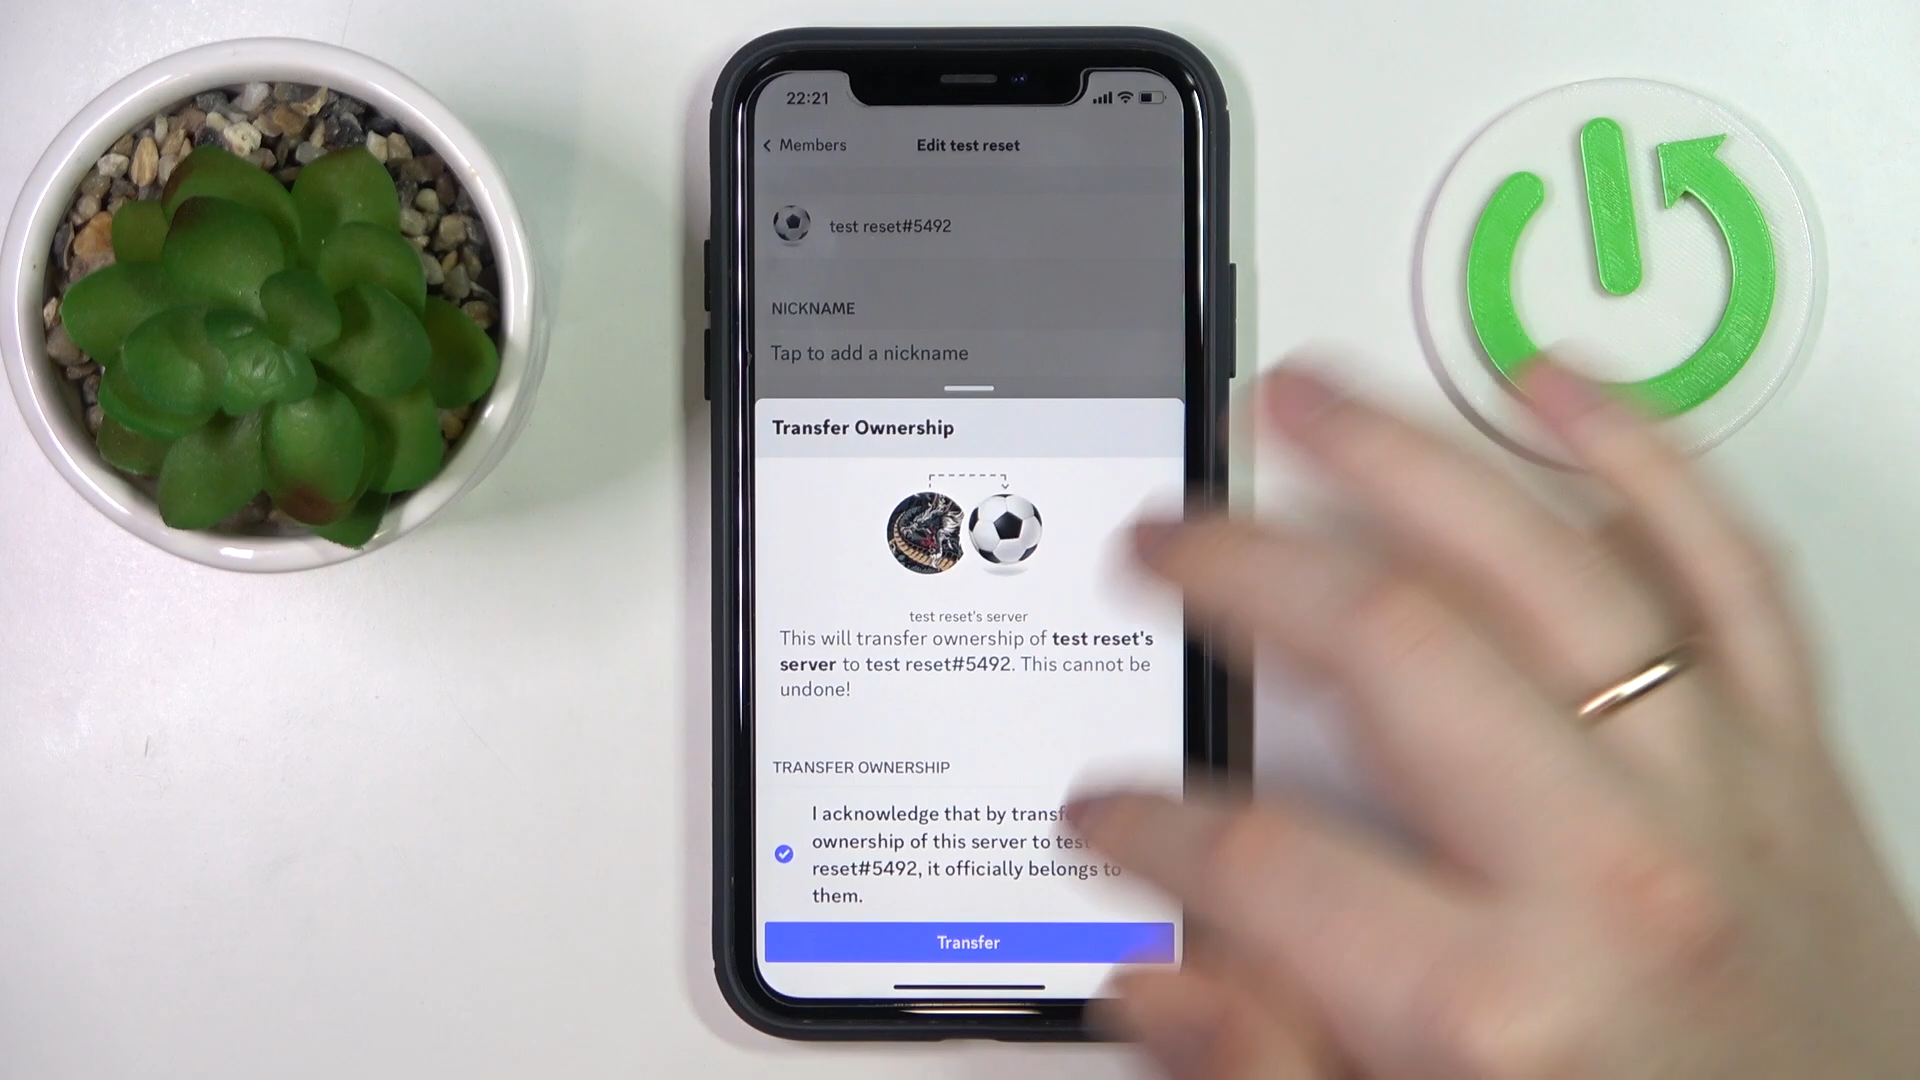 22:21
Members
Edit test reset
test reset#5492
NICKNAME
Tap to add a nickname
Transfer Ownership
test reset's server
This will transfer ownership of test reset's
server to test reset#5492. This cannot be
undone!
TRANSFER OWNERSHIP
I acknowledge that by
ownership of this server to test
reset#5492, it officially belongs to
them.
Transfer